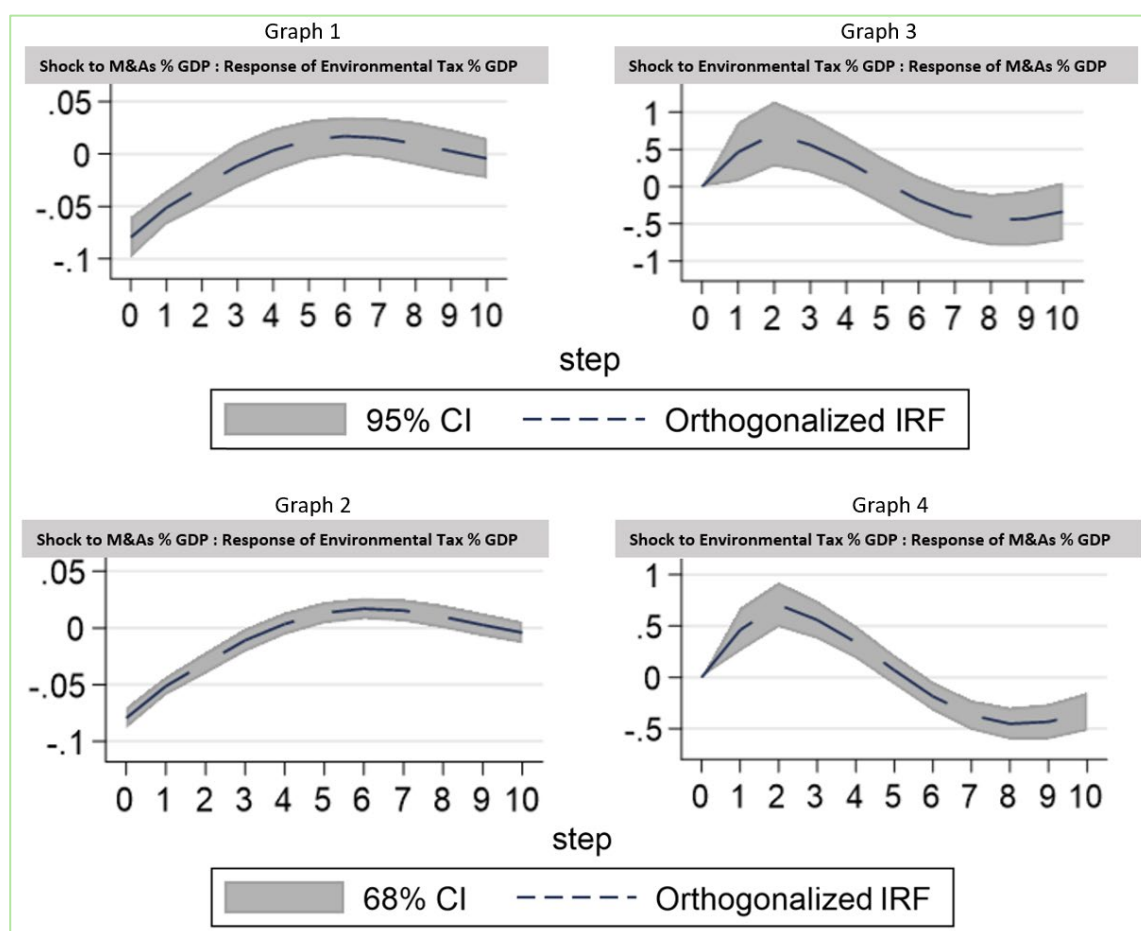 Graph 1
Shock to M&As % GDP : Response of Environmental Tax % GDP
.05
0
-.05
-.1
0 1 2 3 4 5 6 7 8 9 10
Graph 3
Shock to Environmental Tax % GDP : Response of M&As % GDP
1
.5
0
-.5
-1
0 1 2 3 4 5 6 7 8 9 10
step
95% CI Orthogonalized IRF
Graph 2
Shock to M&As % GDP : Response of Environmental Tax % GDP
.05
0
-.05
-.1
0 1 2 3 4 5 6 7 8 9 10
Graph 4
Shock to Environmental Tax % GDP : Response of M&As % GDP
1
.5
0
-.5
0 1 2 3 4 5 6 7 8 9 10
step
68% CI Orthogonalized IRF